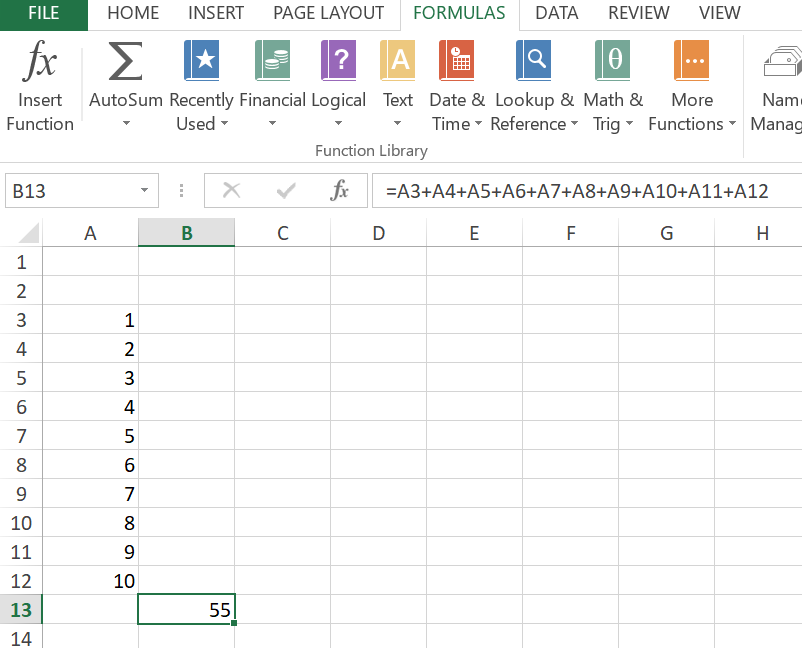 FILE HOME INSERT PAGE LAYOUT FORMULAS DATA REVIEW VIEW
fx Σ ? A θ
Insert AutoSum Recently Financial Logical Text Date & Lookup & Math & More
Function Used Time Reference Trig Functions
Function Library
B13 fx =A3+A4+A5+A6+A7+A8+A9+A10+A11+A12
A B C D E F G H
1
2
3 1
4 2
5 3
6 4
7 5
8 6
9 7
10 8
11 9
12 10
13 55
14